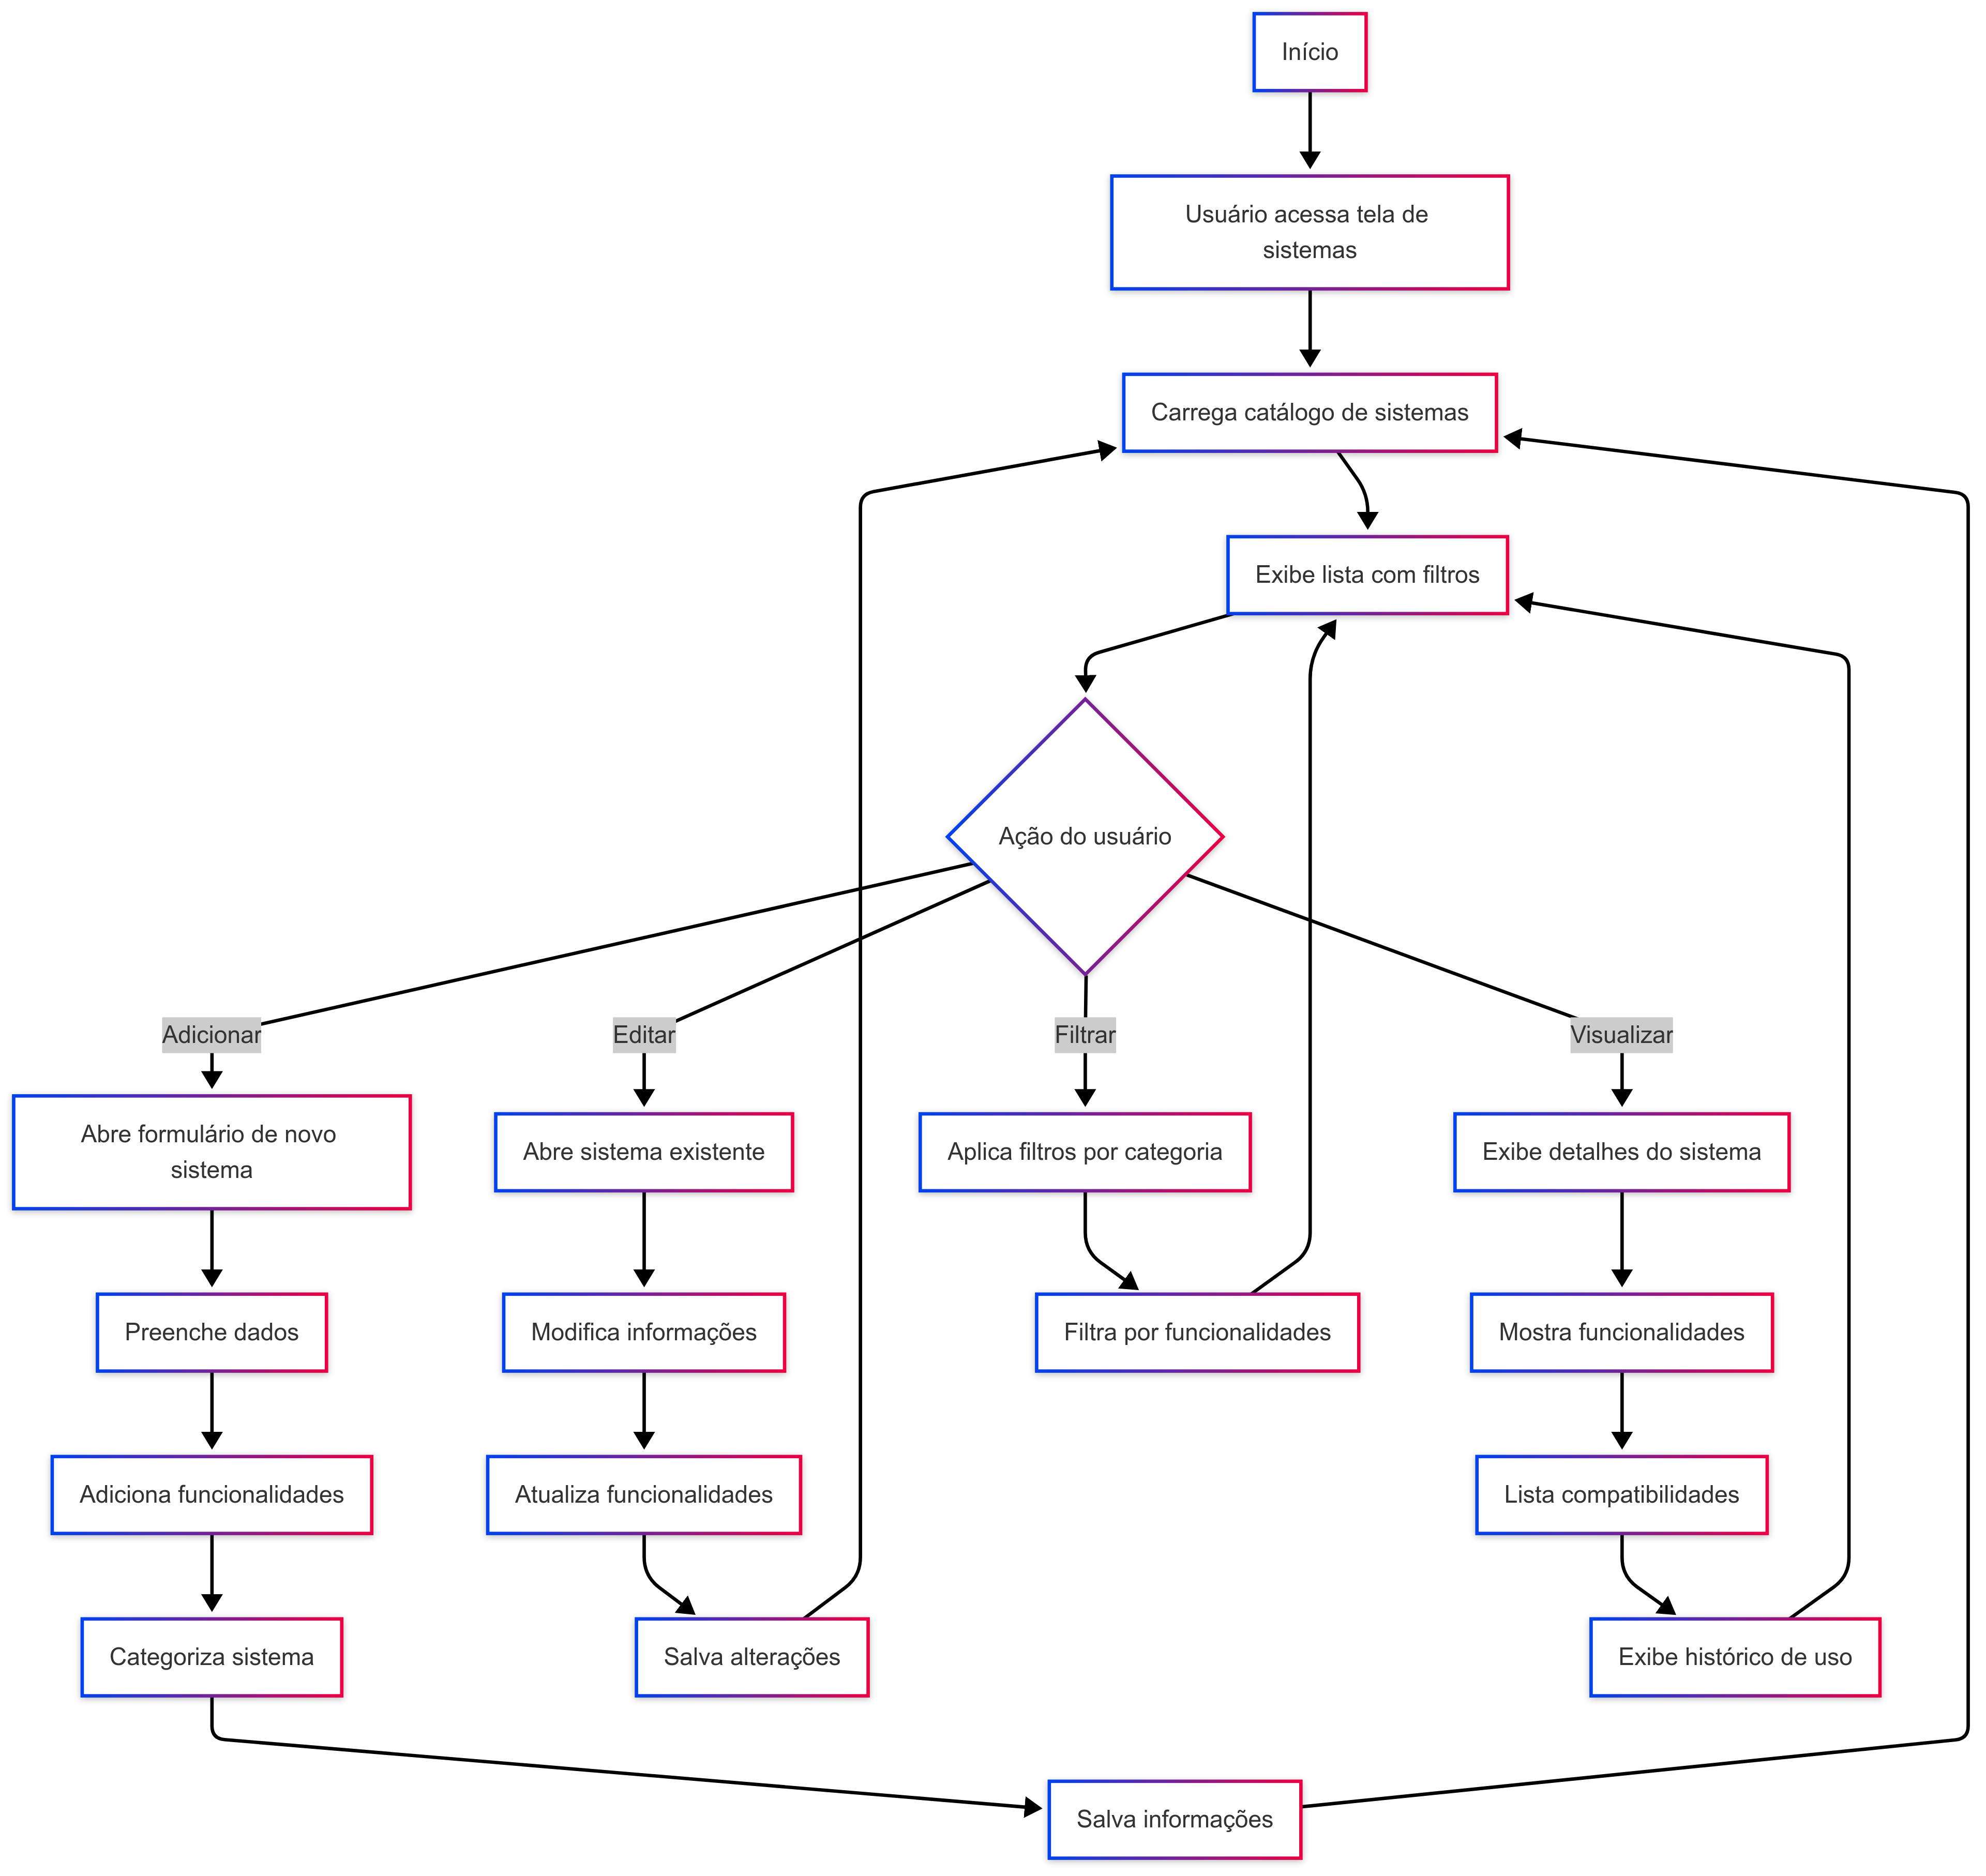 Início
Usuário acessa tela de
sistemas
Carrega catálogo de sistemas
Exibe lista com filtros
Ação do usuário
Adicionar
Editar
Filtrar
Visualizar
Abre formulário de novo
sistema
Abre sistema existente
Aplica filtros por categoria
Exibe detalhes do sistema
Preenche dados
Modifica informações
Filtra por funcionalidades
Mostra funcionalidades
Adiciona funcionalidades
Atualiza funcionalidades
Lista compatibilidades
Categoriza sistema
Salva alterações
Exibe histórico de uso
Salva informações